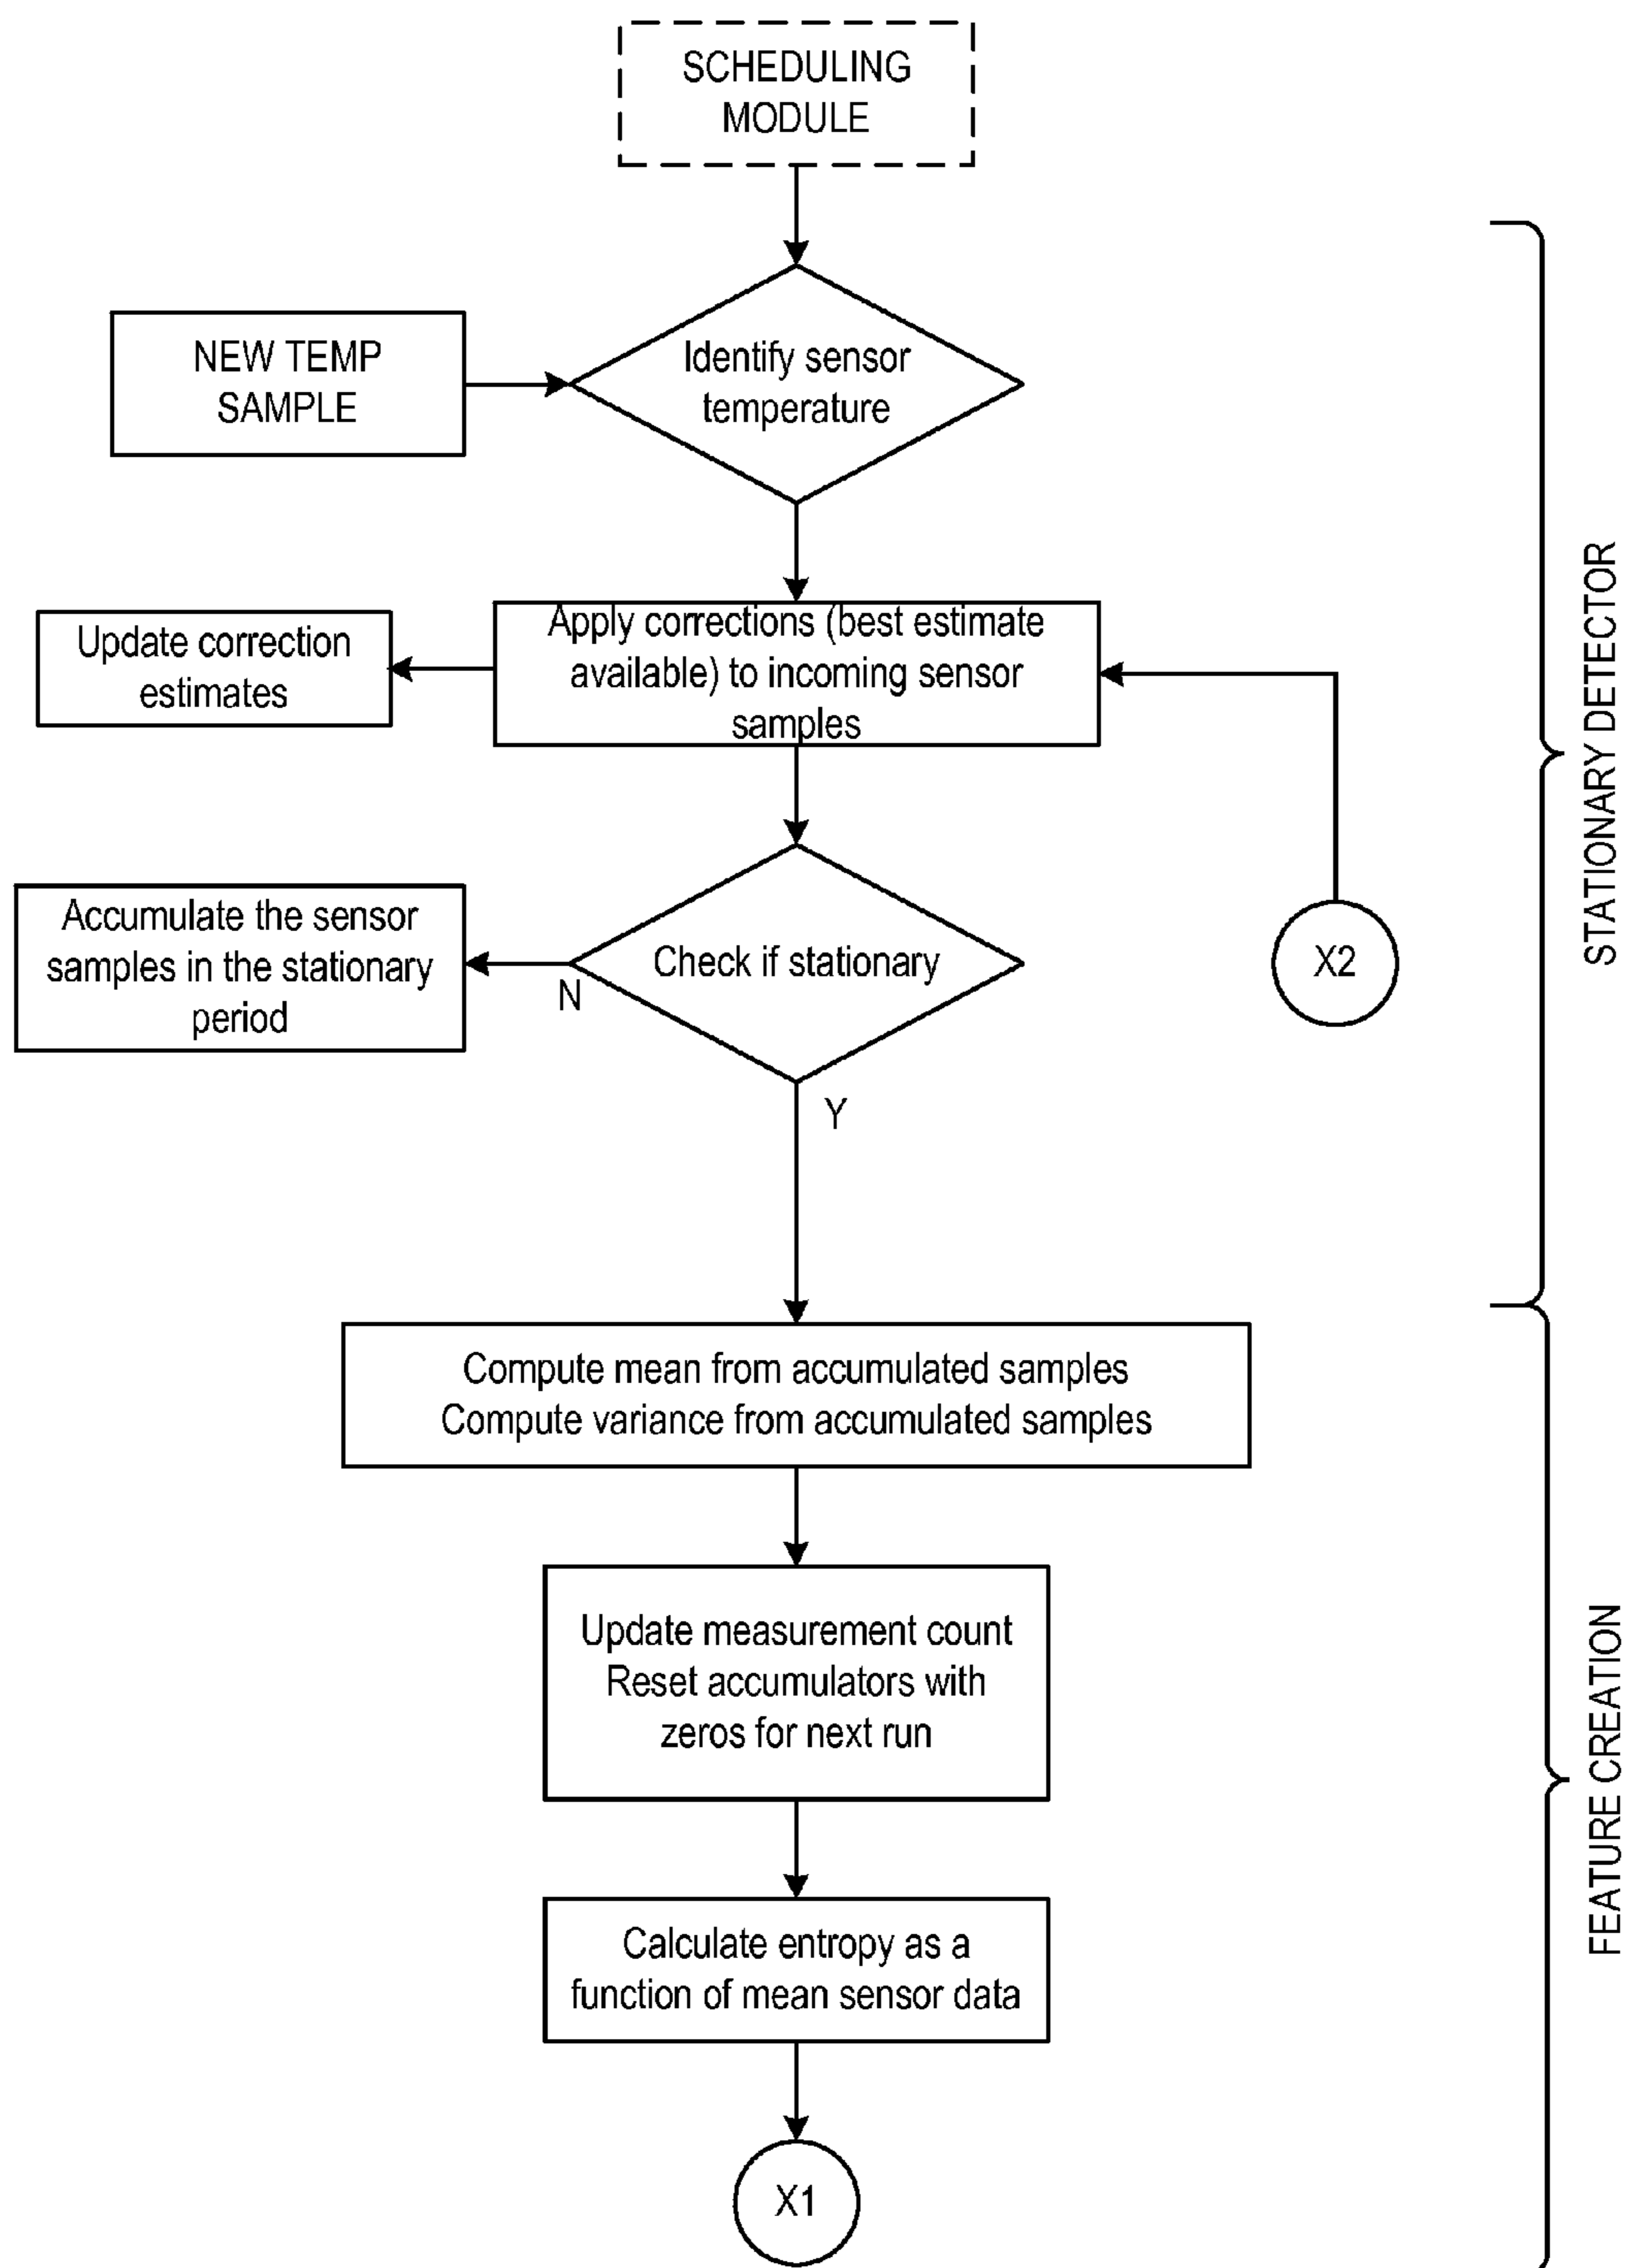 SCHEDULING
MODULE
NEW TEMP
SAMPLE
Identify sensor
temperature
Update correction
estimates
Apply corrections (best estimate
available) to incoming sensor
samples
Accumulate the sensor
samples in the stationary
period
N
Check if stationary
Y
X2
STATIONARY DETECTOR
Compute mean from accumulated samples
Compute variance from accumulated samples
Update measurement count
Reset accumulators with
zeros for next run
Calculate entropy as a
function of mean sensor data
X1
FEATURE CREATION